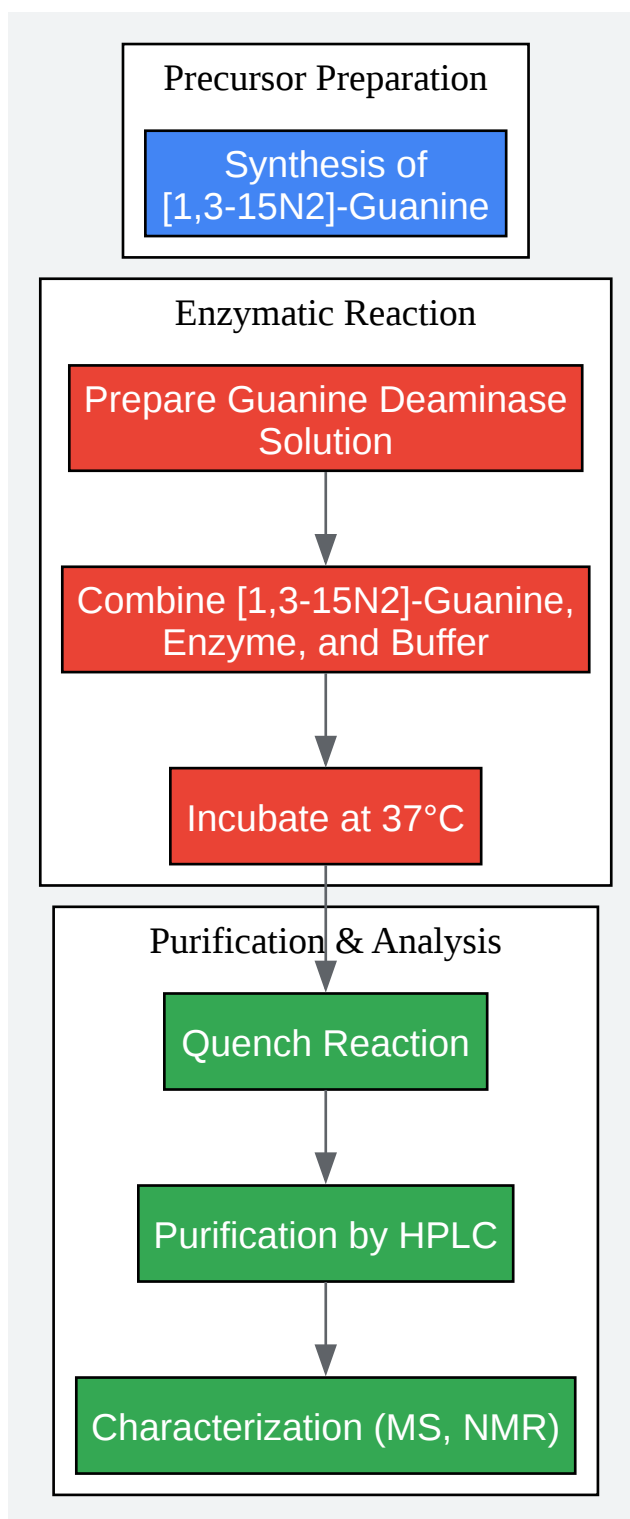 Precursor Preparation
Synthesis of
[1,3-15N2]-Guanine
Enzymatic Reaction
Prepare Guanine Deaminase
Solution
Combine [1,3-15N2]-Guanine,
Enzyme, and Buffer
Incubate at 37°C
Purification & Analysis
Quench Reaction
Purification by HPLC
Characterization (MS, NMR)